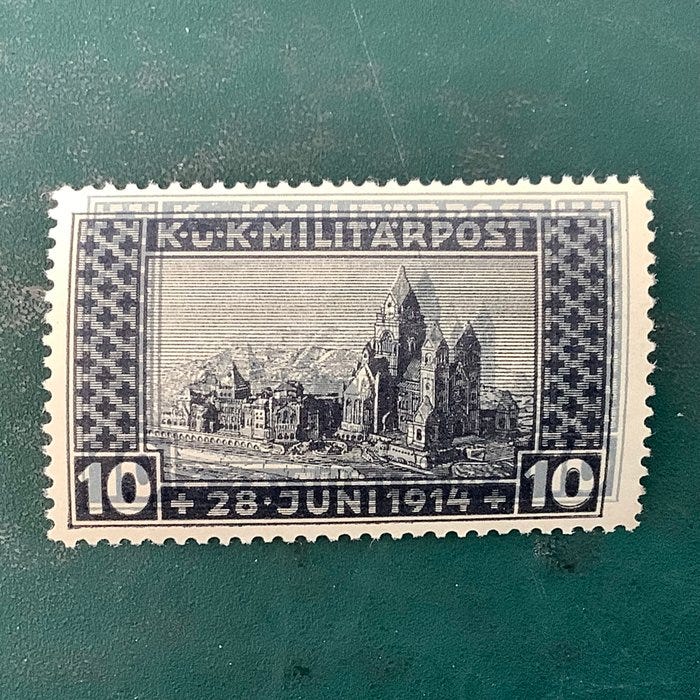 K·u·K·MILITÄRPOST
10 + 28·JUNI 1914 + 10